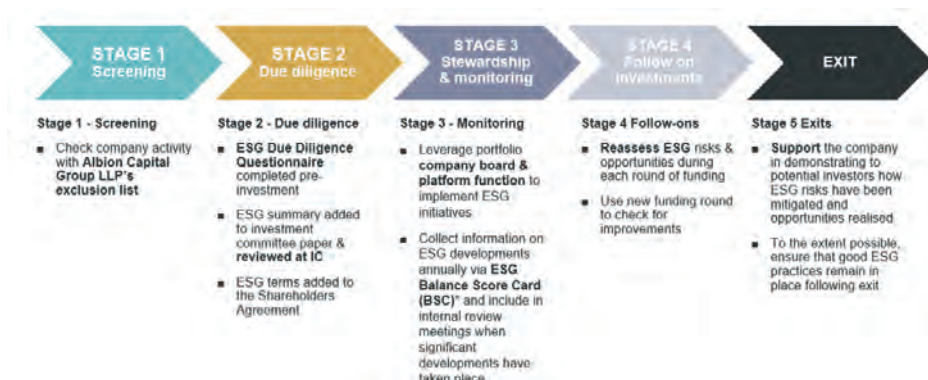 STAGE 1
Screening
STAGE 2
Due diligence
STAGE 3
Stewardship
& monitoring
STAGE 4
Follow on
investments
EXIT
Stage 1 - Screening
■ Check company activity
with Albion Capital
Group LLP's
exclusion list
Stage 2 - Due diligence
■ ESG Due Diligence
Questionnaire
completed pre-
investment
■ ESG summary added
to investment
committee paper &
reviewed at IC
■ ESG terms added to
the Shareholders
Agreement
Stage 3 - Monitoring
■ Leverage portfolio
company board &
platform function to
implement ESG
initiatives
■ Collect information on
ESG developments
annually via ESG
Balance Score Card
(BSC)* and include in
internal review
meetings when
significant
developments have
taken place
Stage 4 Follow-ons
■ Reassess ESG risks &
opportunities during
each round of funding
■ Use new funding round
to check for
improvements
Stage 5 Exits
■ Support the company
in demonstrating to
potential investors how
ESG risks have been
mitigated and
opportunities realised
■ To the extent possible,
ensure that good ESG
practices remain in
place following exit